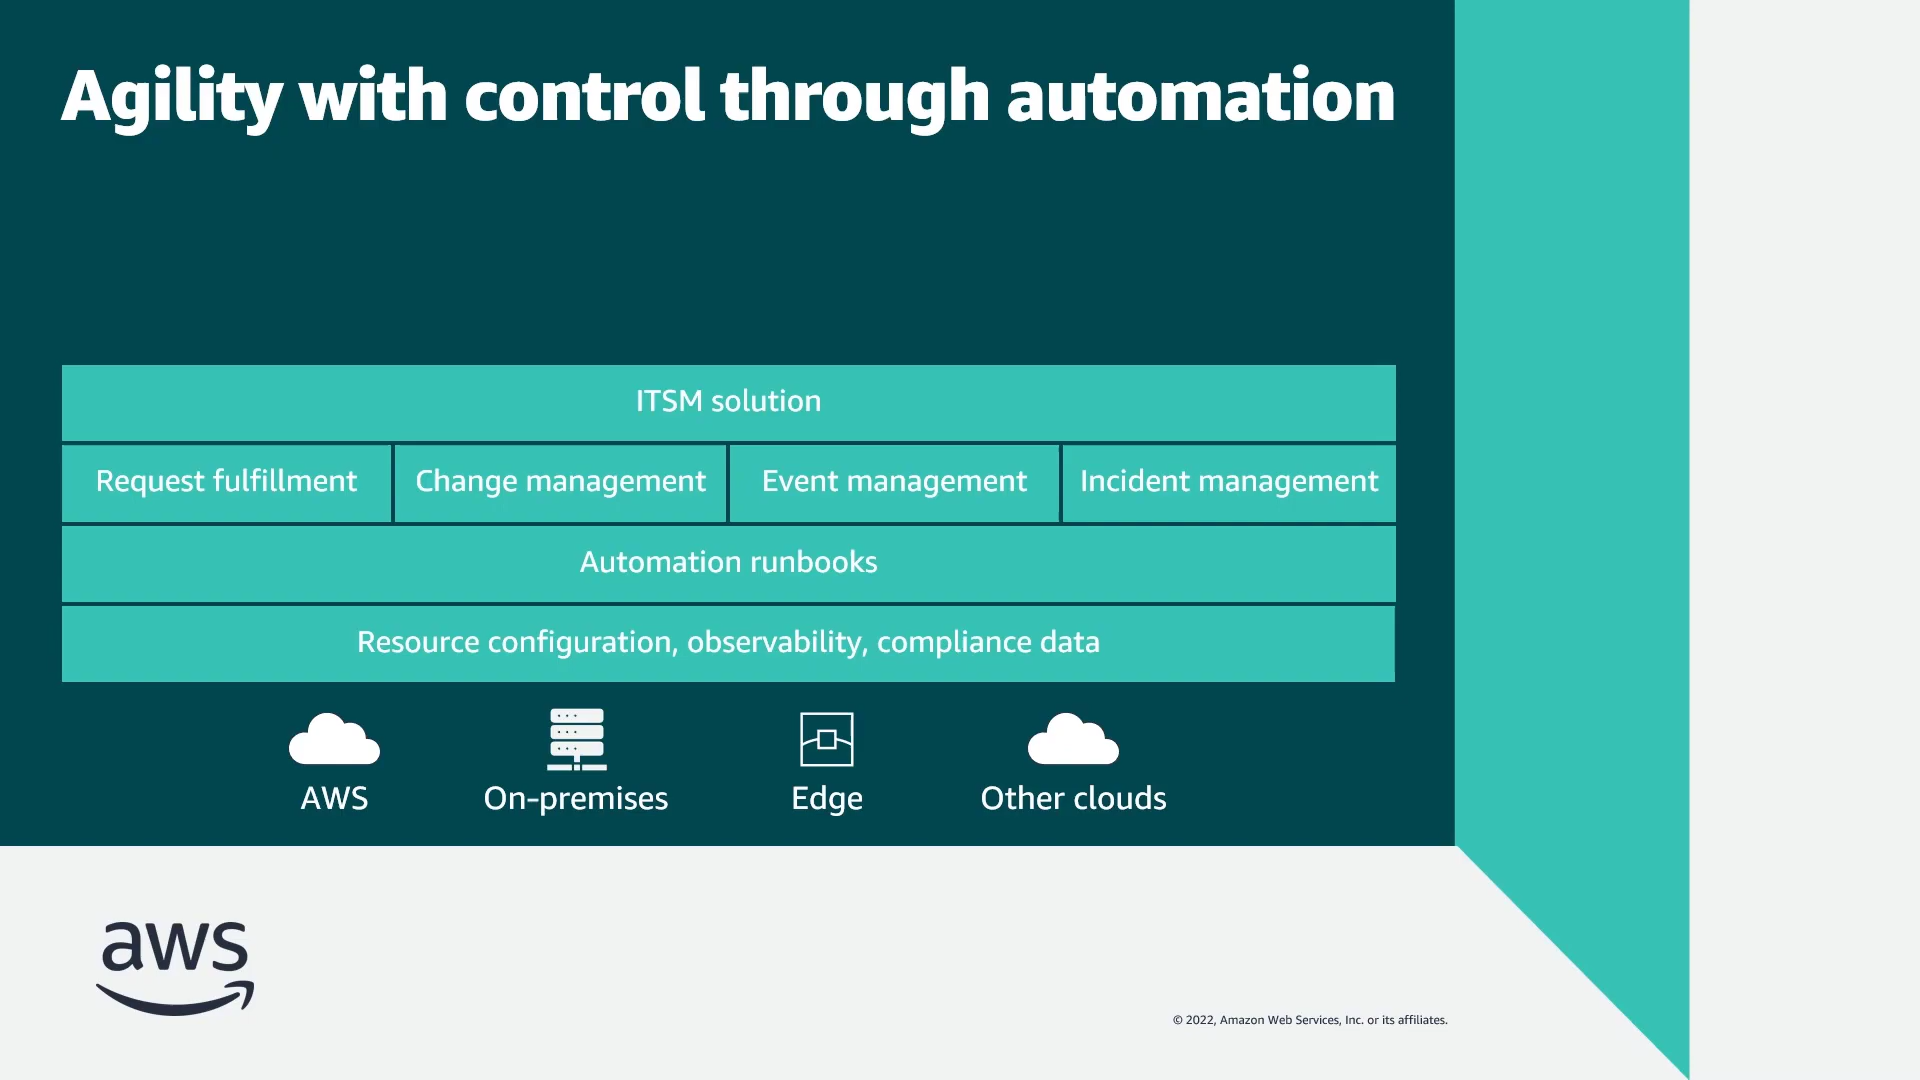 Agility with control through automation
ITSM solution
Request fulfillment
Change management
Event management
Incident management
Automation runbooks
Resource configuration, observability, compliance data
AWS
On-premises
Edge
Other clouds
aws
© 2022, Amazon Web Services, Inc. or its affiliates.